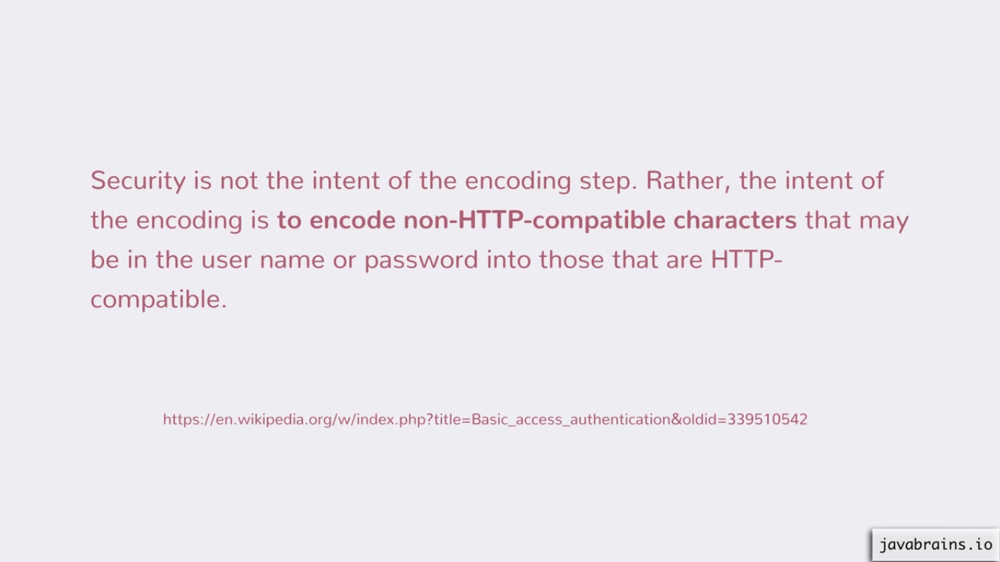 Security is not the intent of the encoding step. Rather, the intent of
the encoding is to encode non-HTTP-compatible characters that may
be in the user name or password into those that are HTTP-
compatible.
https://en.wikipedia.org/w/index.php?title=Basic_access_authentication&oldid=339510542
javabrains.io